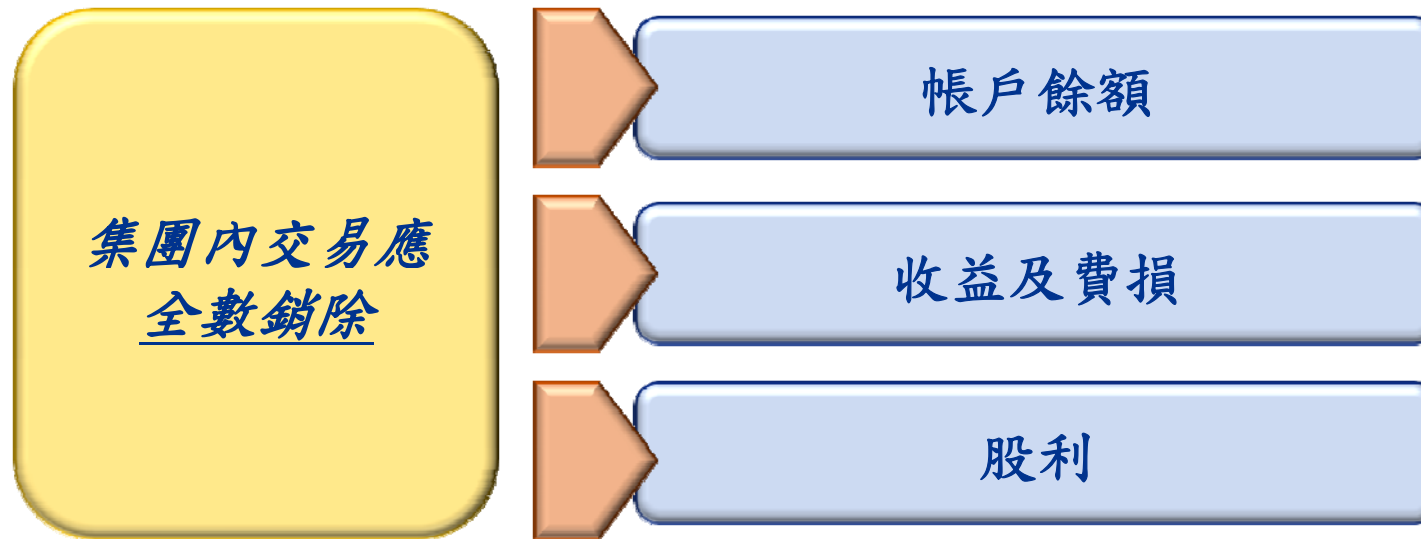 集團內交易應
全數銷除
帳戶餘額
收益及費損
股利